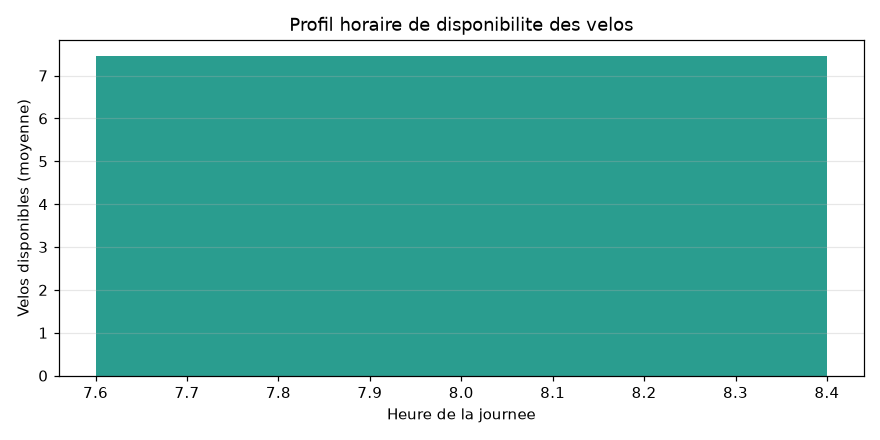 Profil horaire de disponibilite des velos
Velos disponibles (moyenne)
7
6
5
4
3
2
1
0
7.6 7.7 7.8 7.9 8.0 8.1 8.2 8.3 8.4
Heure de la journee